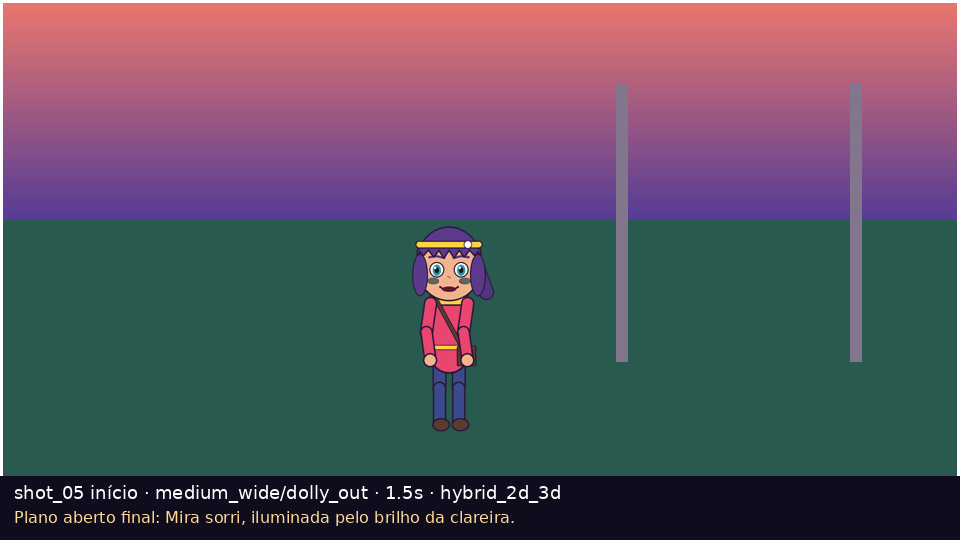 shot_05 início · medium_wide/dolly_out · 1.5s · hybrid_2d_3d
Plano aberto final: Mira sorri, iluminada pelo brilho da clareira.